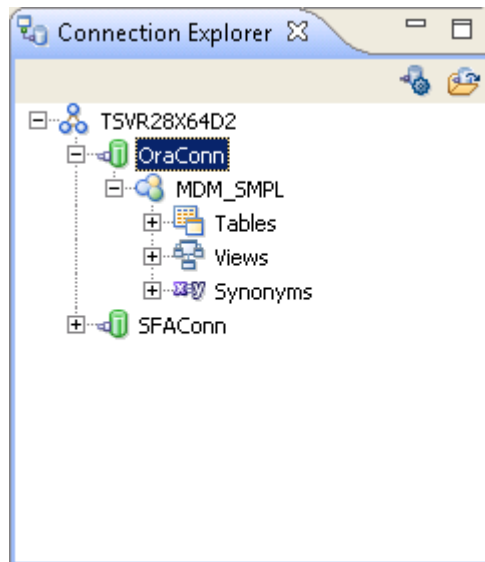 Connection Explorer
TSVR28X64D2
OraConn
MDM_SMPL
Tables
Views
Synonyms
SFAConn